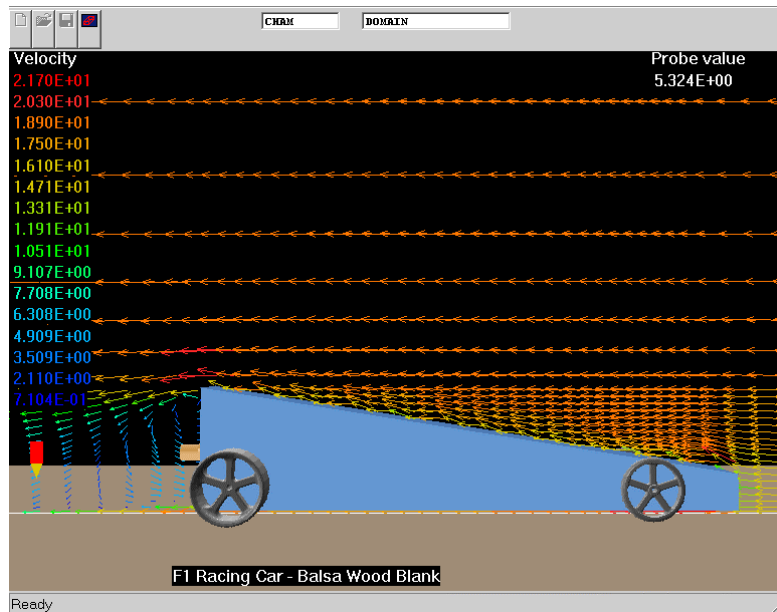 CHAM DOMAIN
Velocity
Probe value
2.170E+01
5.324E+00
2.030E+01
1.890E+01
1.750E+01
1.610E+01
1.471E+01
1.331E+01
1.191E+01
1.051E+01
9.107E+00
7.708E+00
6.308E+00
4.909E+00
3.509E+00
2.110E+00
7.104E-01
F1 Racing Car - Balsa Wood Blank
Ready